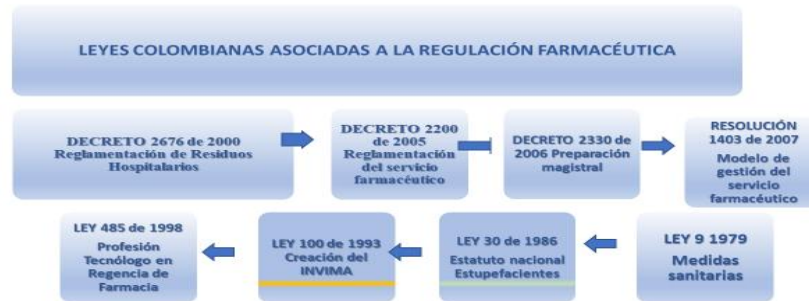 LEYES COLOMBIANAS ASOCIADAS A LA REGULACIÓN FARMACÉUTICA
DECRETO 2676 de 2000
Reglamentación de Residuos
Hospitalarios
DECRETO 2200
de 2005
Reglamentación
del servicio
farmacéutico
DECRETO 2330 de
2006 Preparación
magistral
RESOLUCIÓN
1403 de 2007
Modelo de
gestión del
servicio
farmacéutico
LEY 485 de 1998
Profesión
Tecnólogo en
Regencia de
Farmacia
LEY 100 de 1993
Creación del
INVIMA
LEY 30 de 1986
Estatuto nacional
Estupefacientes
LEY 9 1979
Medidas
sanitarias